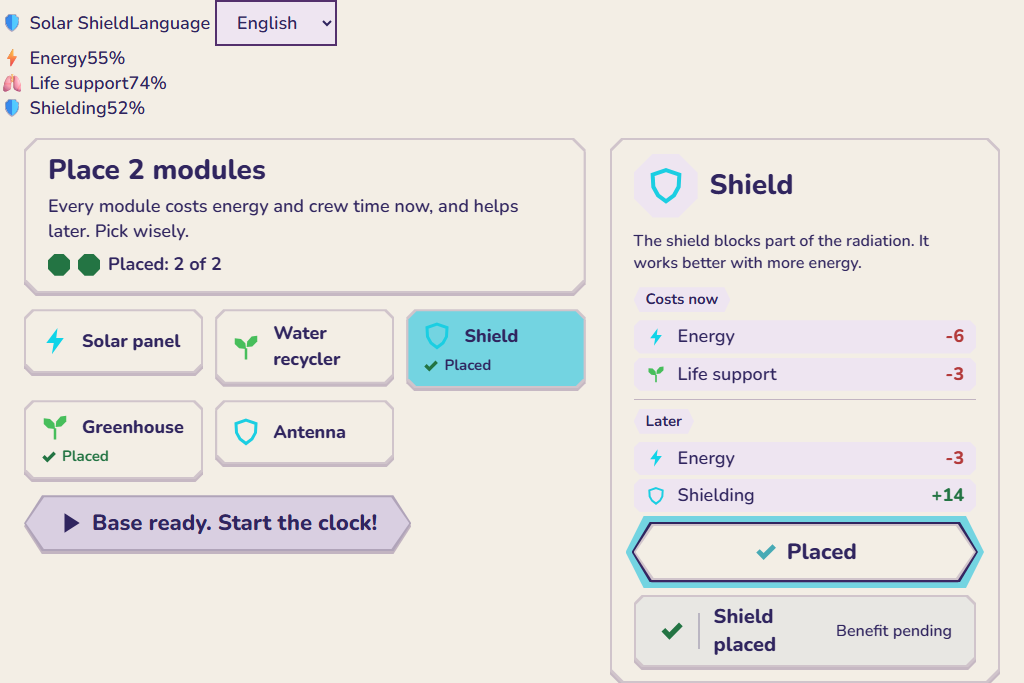 Solar ShieldLanguage English
Energy55%
Life support74%
Shielding52%
Place 2 modules
Every module costs energy and crew time now, and helps
later. Pick wisely.
Placed: 2 of 2
Solar panel
Water
recycler
Shield
Placed
Greenhouse
Placed
Antenna
Base ready. Start the clock!
Shield
The shield blocks part of the radiation. It
works better with more energy.
Costs now
Energy -6
Life support -3
Later
Energy -3
Shielding +14
Placed
Shield
placed
Benefit pending